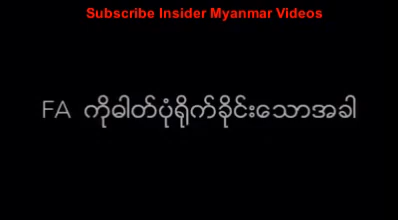 Subscribe Insider Myanmar Videos
FA ကိုဓါတ်ပုံရိုက်ခိုင်းသောအခါ